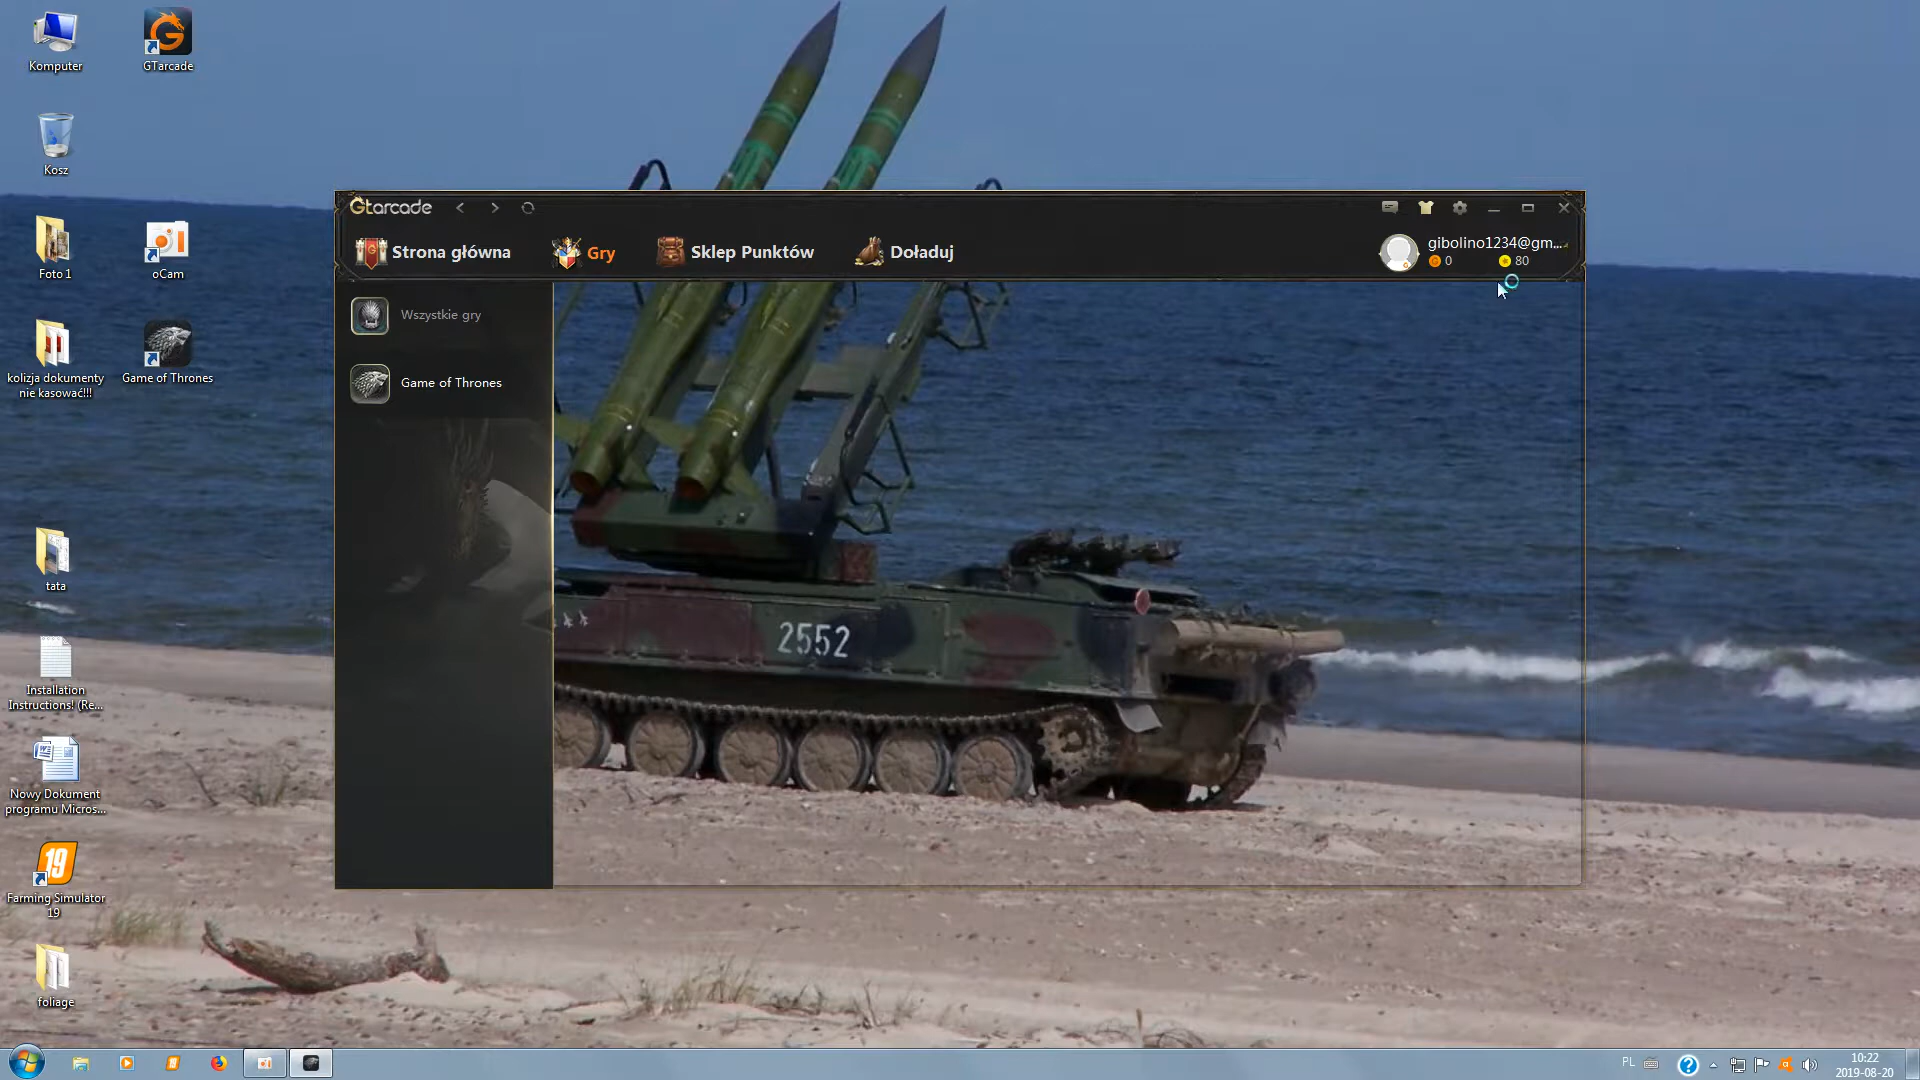 Komputer
GTarcade
Kosz
Foto 1
oCam
kolizja dokumenty
nie kasować!!!
Game of Thrones
tata
Installation
Instructions! (Re...
Nowy Dokument
programu Micros...
19
Farming Simulator
19
foliage
Gtarcade
Strona główna
Gry
Sklep Punktów
Doładuj
gibolino1234@gm...
0
80
Wszystkie gry
Game of Thrones
2552
PL
10:22
2019-08-20